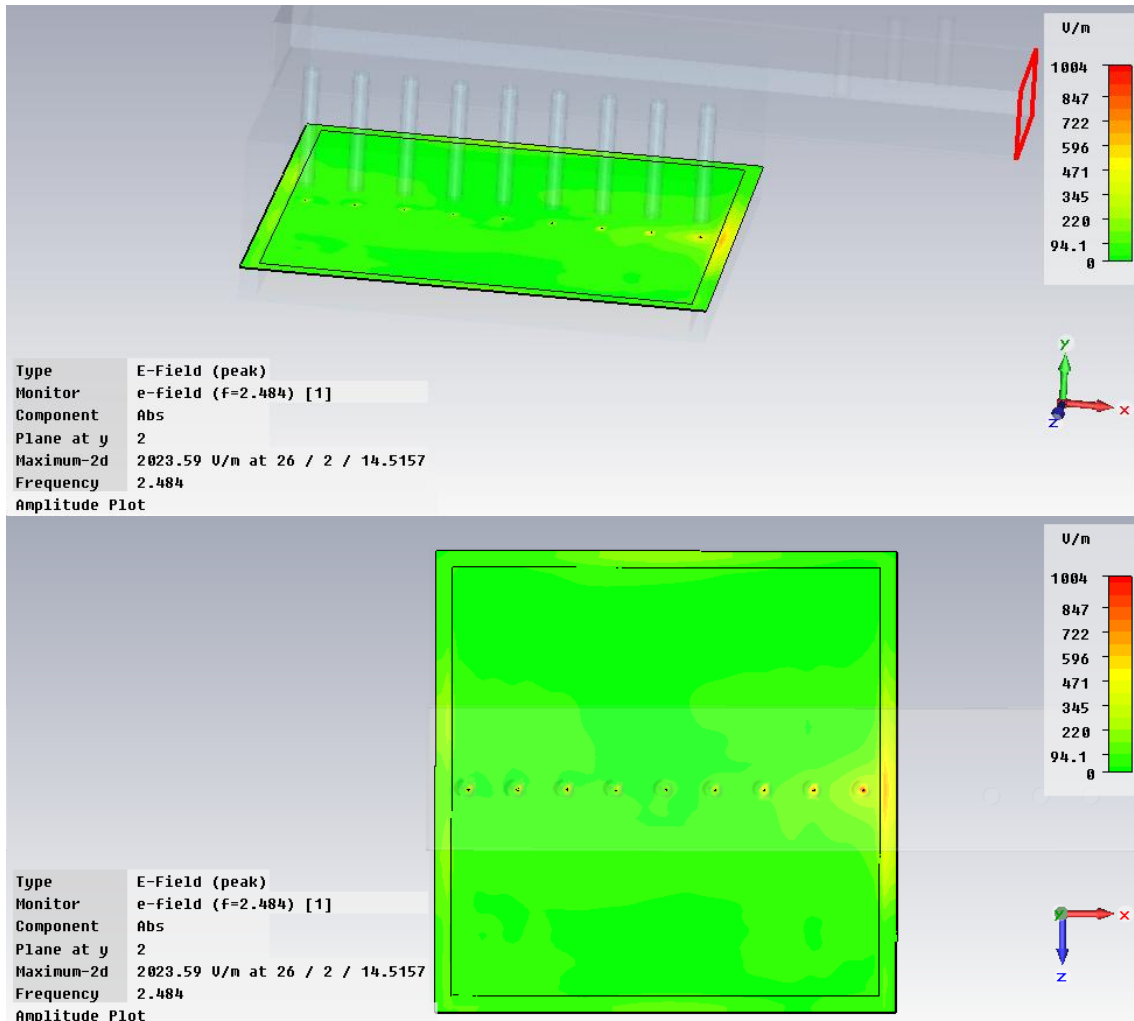 V/m
1004
847
722
596
471
345
220
94.1
0
y
x
z
Type E-Field (peak)
Monitor e-field (f=2.484) [1]
Component Abs
Plane at y 2
Maximum-2d 2023.59 V/m at 26 / 2 / 14.5157
Frequency 2.484
Amplitude Plot
V/m
1004
847
722
596
471
345
220
94.1
0
y
x
z
Type E-Field (peak)
Monitor e-field (f=2.484) [1]
Component Abs
Plane at y 2
Maximum-2d 2023.59 V/m at 26 / 2 / 14.5157
Frequency 2.484
Amplitude Plot